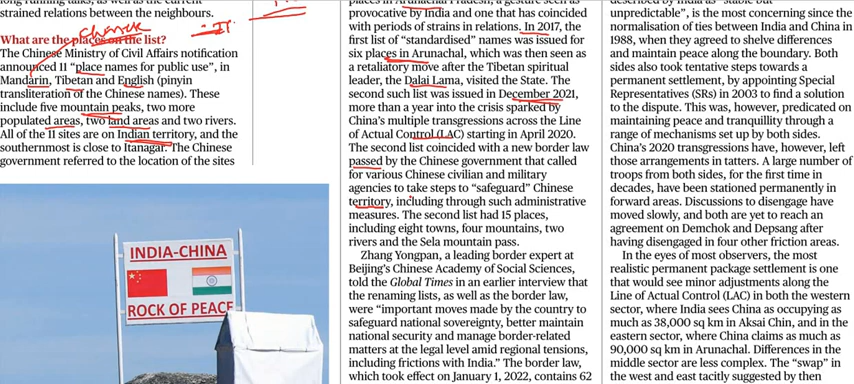 long running talks, as well as the current
strained relations between the neighbours.
What are the places on the list?
The Chinese Ministry of Civil Affairs notification
announced 11 “place names for public use”, in
Mandarin, Tibetan and English (pinyin
transliteration of the Chinese names). These
include five mountain peaks, two more
populated areas, two land areas and two rivers.
All of the 11 sites are on Indian territory, and the
southernmost is close to Itanagar. The Chinese
government referred to the location of the sites
INDIA-CHINA
ROCK OF PEACE
places in Arunachal Pradesh, a gesture seen as
provocative by India and one that has coincided
with periods of strains in relations. In 2017, the
first list of “standardised” names was issued for
six places in Arunachal, which was then seen as
a retaliatory move after the Tibetan spiritual
leader, the Dalai Lama, visited the State. The
second such list was issued in December 2021,
more than a year into the crisis sparked by
China’s multiple transgressions across the Line
of Actual Control (LAC) starting in April 2020.
The second list coincided with a new border law
passed by the Chinese government that called
for various Chinese civilian and military
agencies to take steps to “safeguard” Chinese
territory, including through such administrative
measures. The second list had 15 places,
including eight towns, four mountains, two
rivers and the Sela mountain pass.
Zhang Yongpan, a leading border expert at
Beijing’s Chinese Academy of Social Sciences,
told the Global Times in an earlier interview that
the renaming lists, as well as the border law,
were “important moves made by the country to
safeguard national sovereignty, better maintain
national security and manage border-related
matters at the legal level amid regional tensions,
including frictions with India.” The border law,
which took effect on January 1, 2022, contains 62
described by India as “stable but
unpredictable”, is the most concerning since the
normalisation of ties between India and China in
1988, when they agreed to shelve differences
and maintain peace along the boundary. Both
sides also took tentative steps towards a
permanent settlement, by appointing Special
Representatives (SRs) in 2003 to find a solution
to the dispute. This was, however, predicated on
maintaining peace and tranquillity through a
range of mechanisms set up by both sides.
China’s 2020 transgressions have, however, left
those arrangements in tatters. A large number of
troops from both sides, for the first time in
decades, have been stationed permanently in
forward areas. Discussions to disengage have
moved slowly, and both are yet to reach an
agreement on Demchok and Depsang after
having disengaged in four other friction areas.
In the eyes of most observers, the most
realistic permanent package settlement is one
that would see minor adjustments along the
Line of Actual Control (LAC) in both the western
sector, where India sees China as occupying as
much as 38,000 sq km in Aksai Chin, and in the
eastern sector, where China claims as much as
90,000 sq km in Arunachal. Differences in the
middle sector are less complex. The “swap” in
the west and east tacitly suggested by then